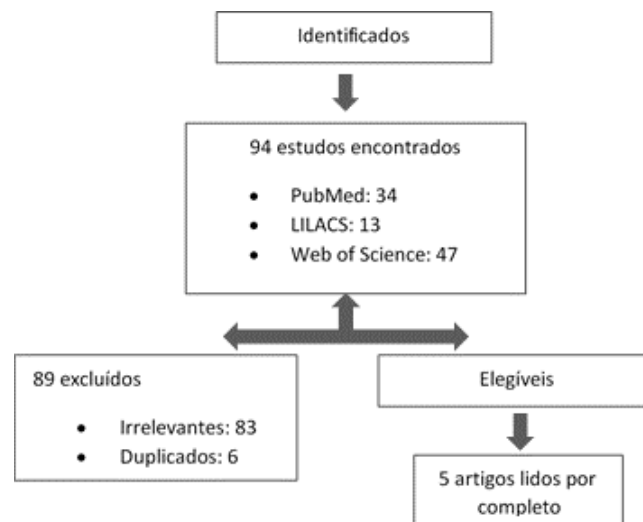 Identificados
94 estudos encontrados
• PubMed: 34
• LILACS: 13
• Web of Science: 47
89 excluídos
• Irrelevantes: 83
• Duplicados: 6
Elegíveis
5 artigos lidos por
completo